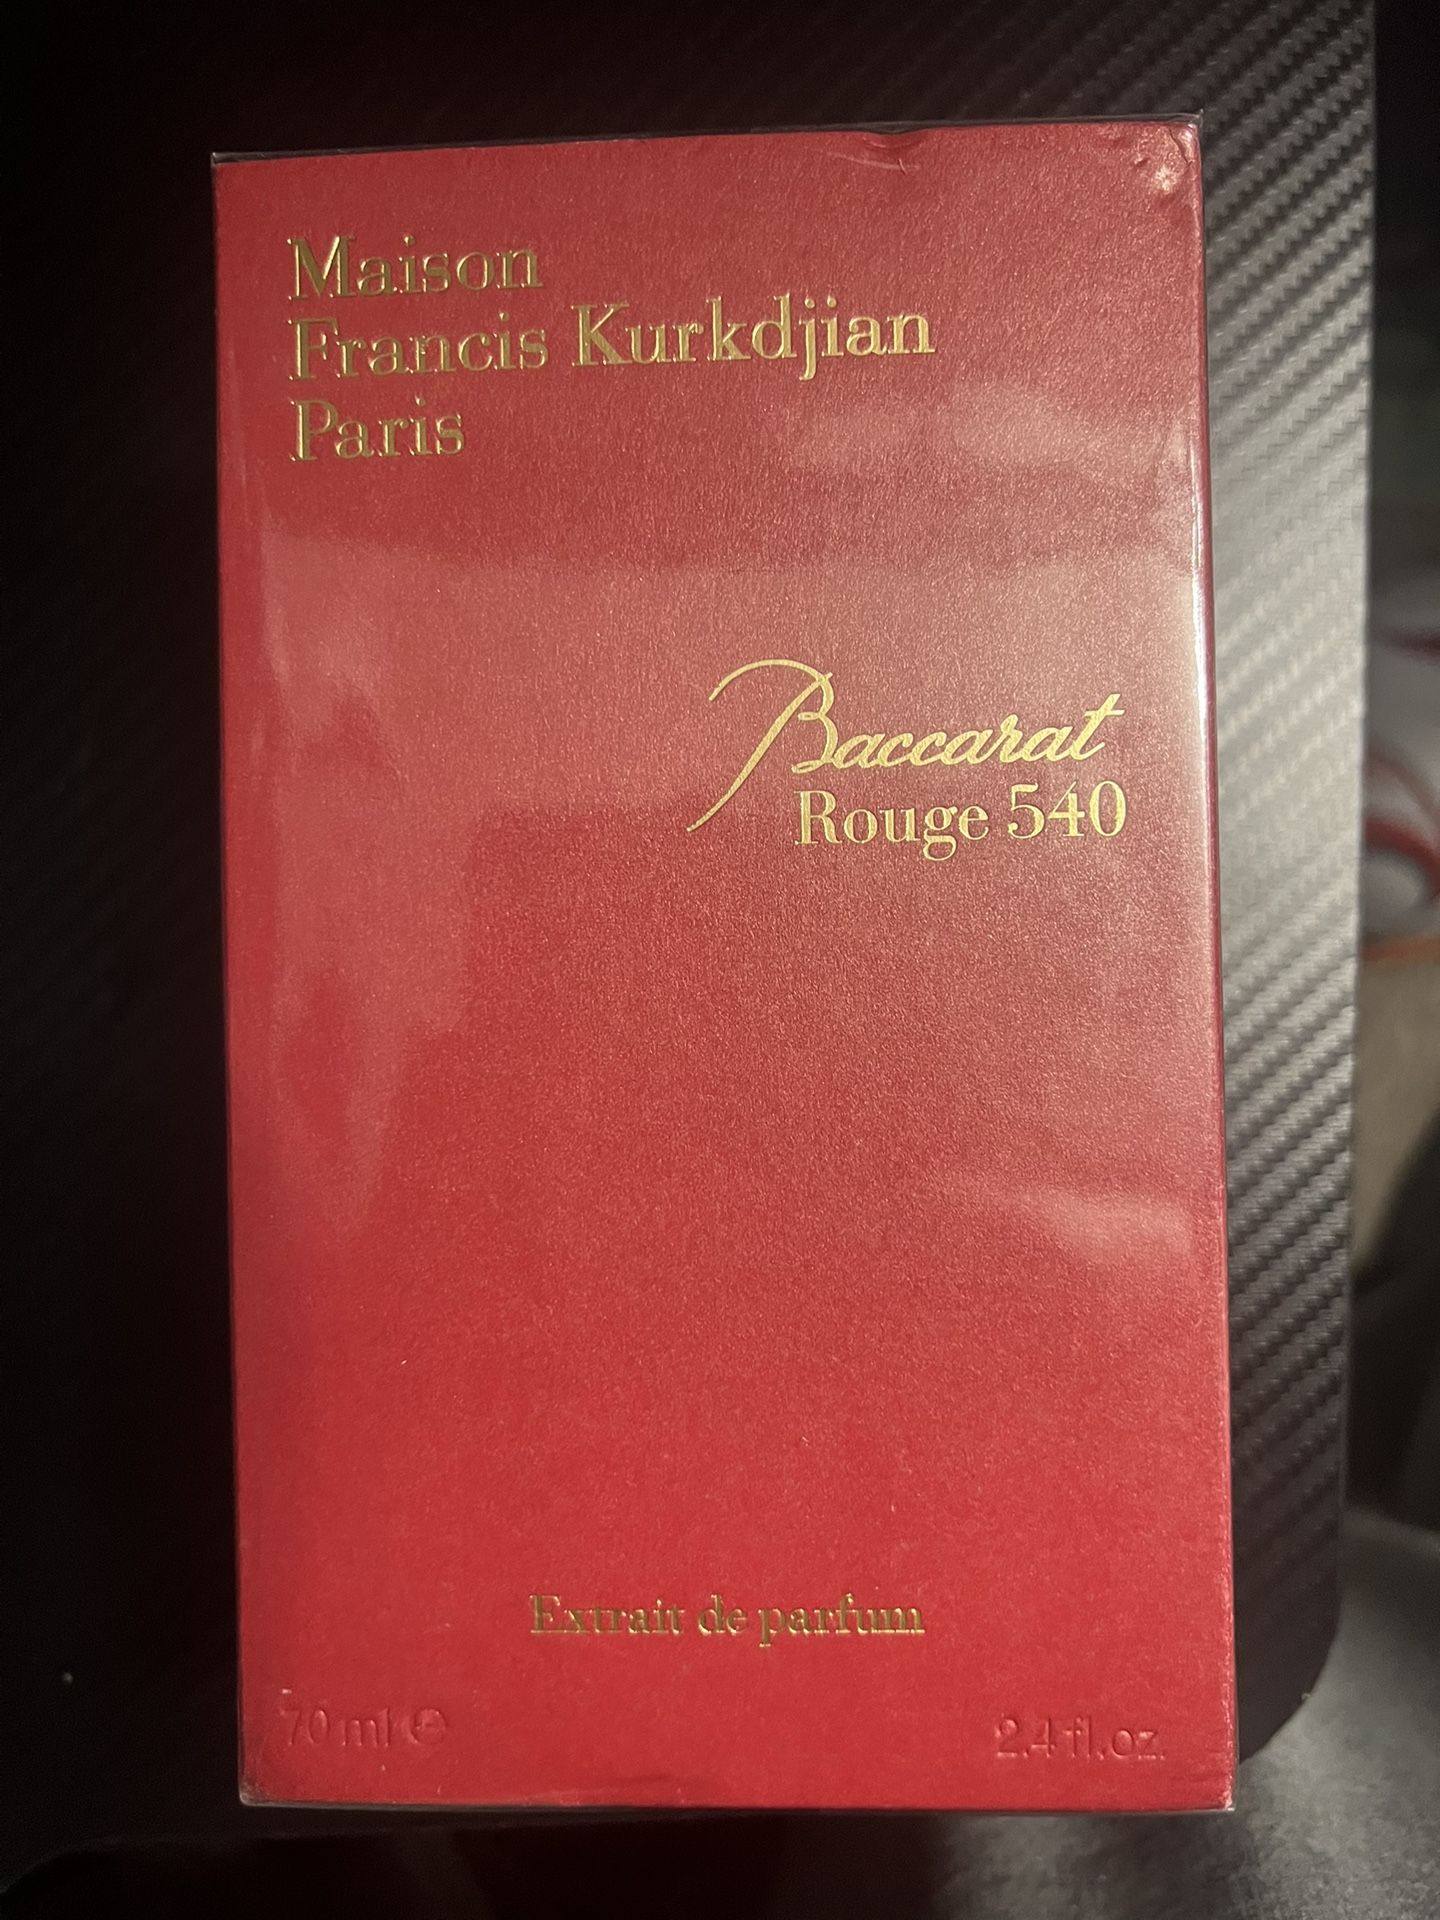 Maison
Francis Kurkdjian
Paris
Baccarat
Rouge 540
Extrait de parfum
70 ml ℮ 2.4 fl.oz.